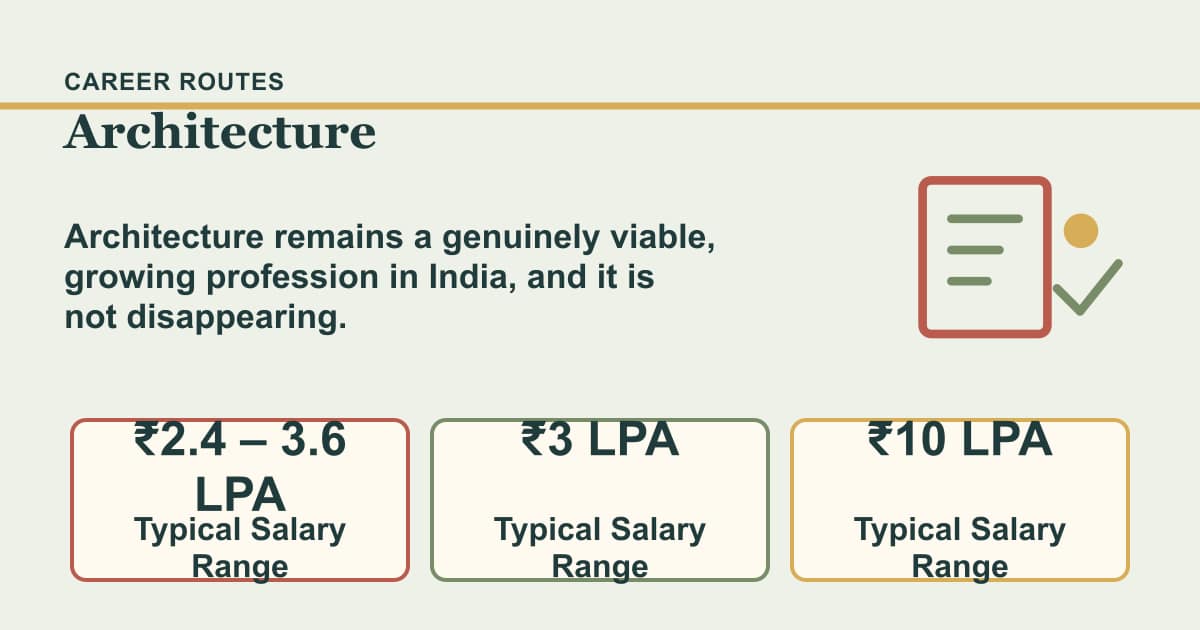 CAREER ROUTES
Architecture
Architecture remains a genuinely viable,
growing profession in India, and it is
not disappearing.
₹2.4 – 3.6
LPA
Typical Salary
Range
₹3 LPA
Typical Salary
Range
₹10 LPA
Typical Salary
Range